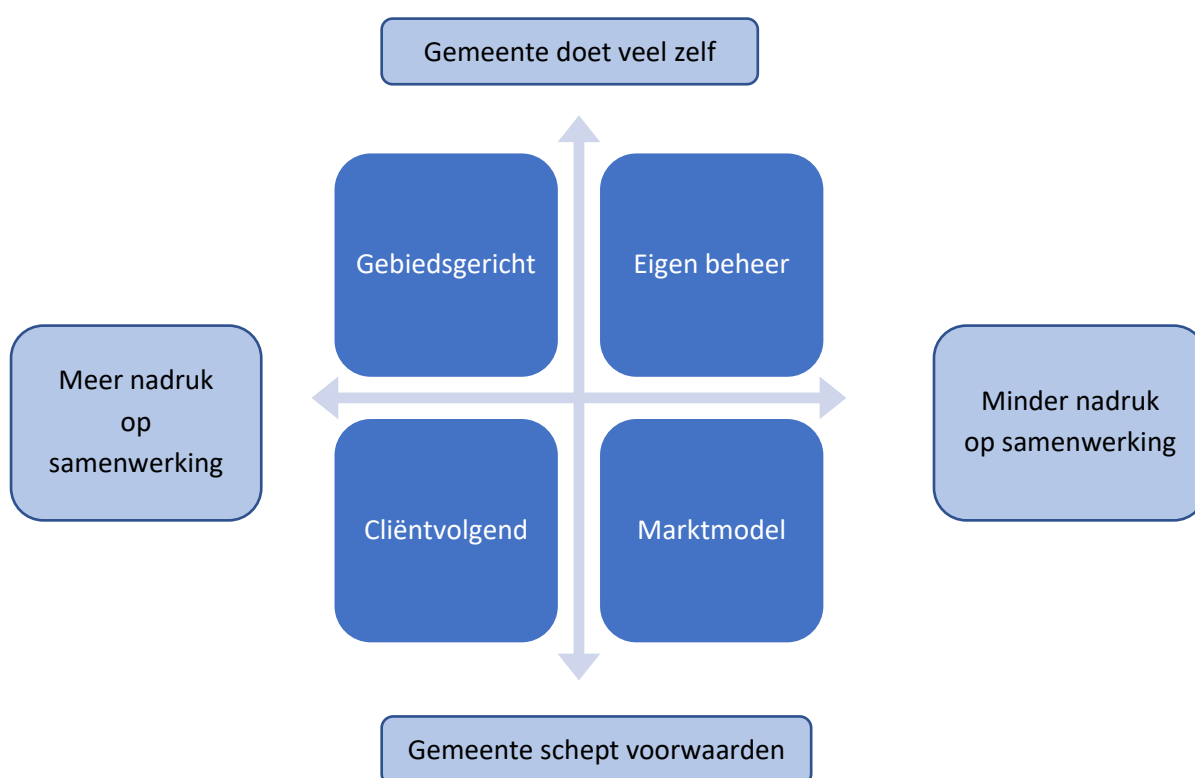 Gemeente doet veel zelf
Gebiedsgericht
Eigen beheer
Meer nadruk
op
samenwerking
Minder nadruk
op samenwerking
Cliëntvolgend
Marktmodel
Gemeente schept voorwaarden